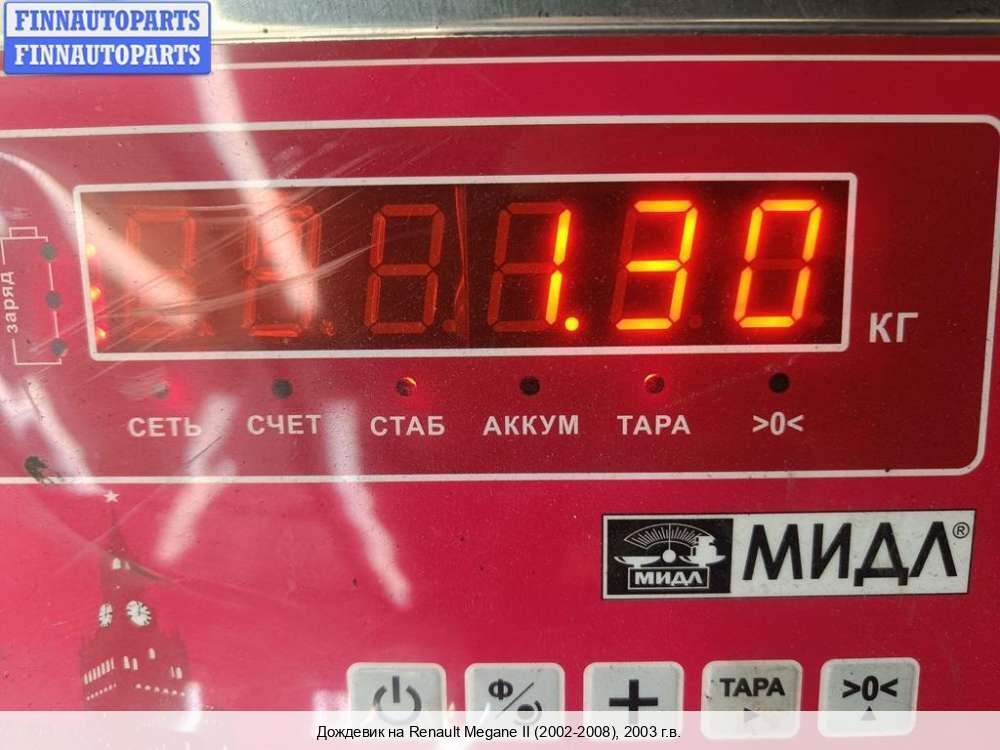 FINNAUTOPARTS
FINNAUTOPARTS
1.30
КГ
заряд
СЕТЬ СЧЕТ СТАБ АККУМ ТАРА >0<
МИДЛ МИДЛ®
Ф/ + ТАРА >0<
Дождевик на Renault Megane II (2002-2008), 2003 г.в.